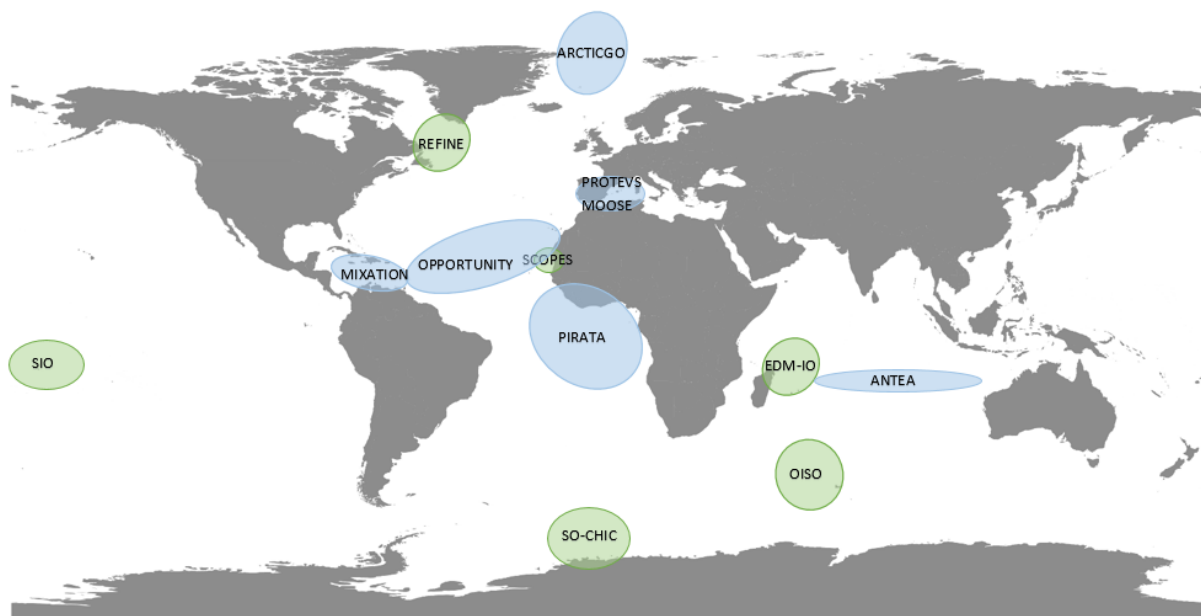 ARCTICGO
REFINE
PROTEVS
MOOSE
SCOPES
OPPORTUNITY
MIXATION
PIRATA
SIO
EDM-IO
ANTEA
OISO
SO-CHIC